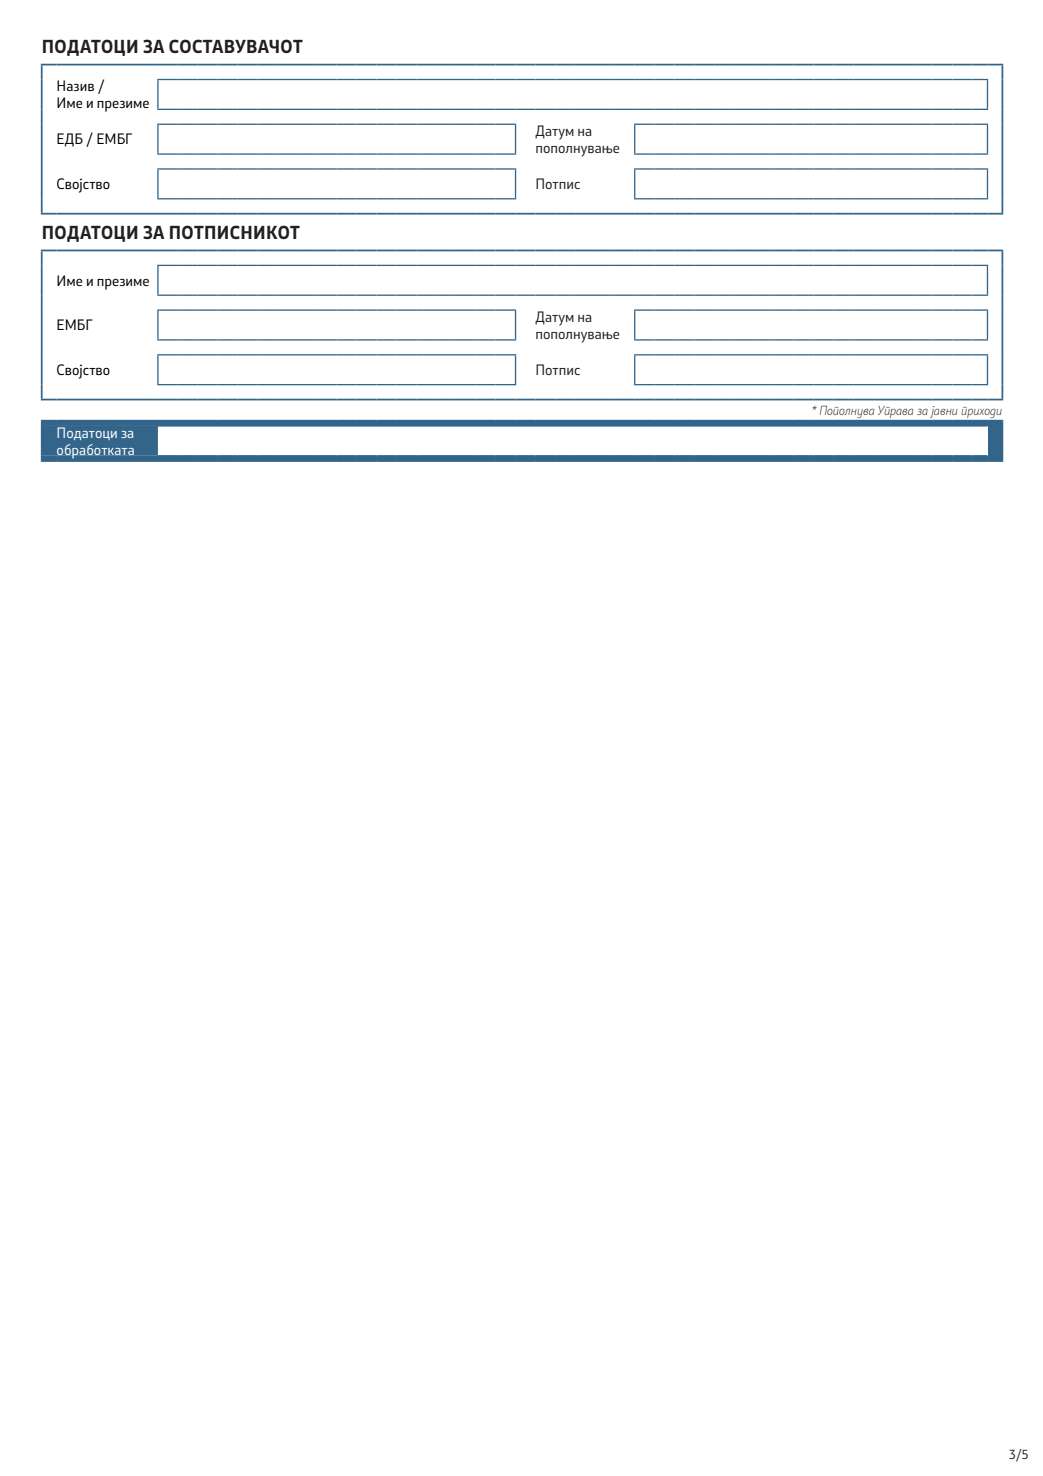 ПОДАТОЦИ ЗА СОСТАВУВАЧОТ
Назив /
Име и презиме
ЕДБ / ЕМБГ
Датум на
пополнување
Својство
Потпис
ПОДАТОЦИ ЗА ПОТПИСНИКОТ
Име и презиме
ЕМБГ
Датум на
пополнување
Својство
Потпис
* Пополнува Управа за јавни приходи
Податоци за
обработката
3/5